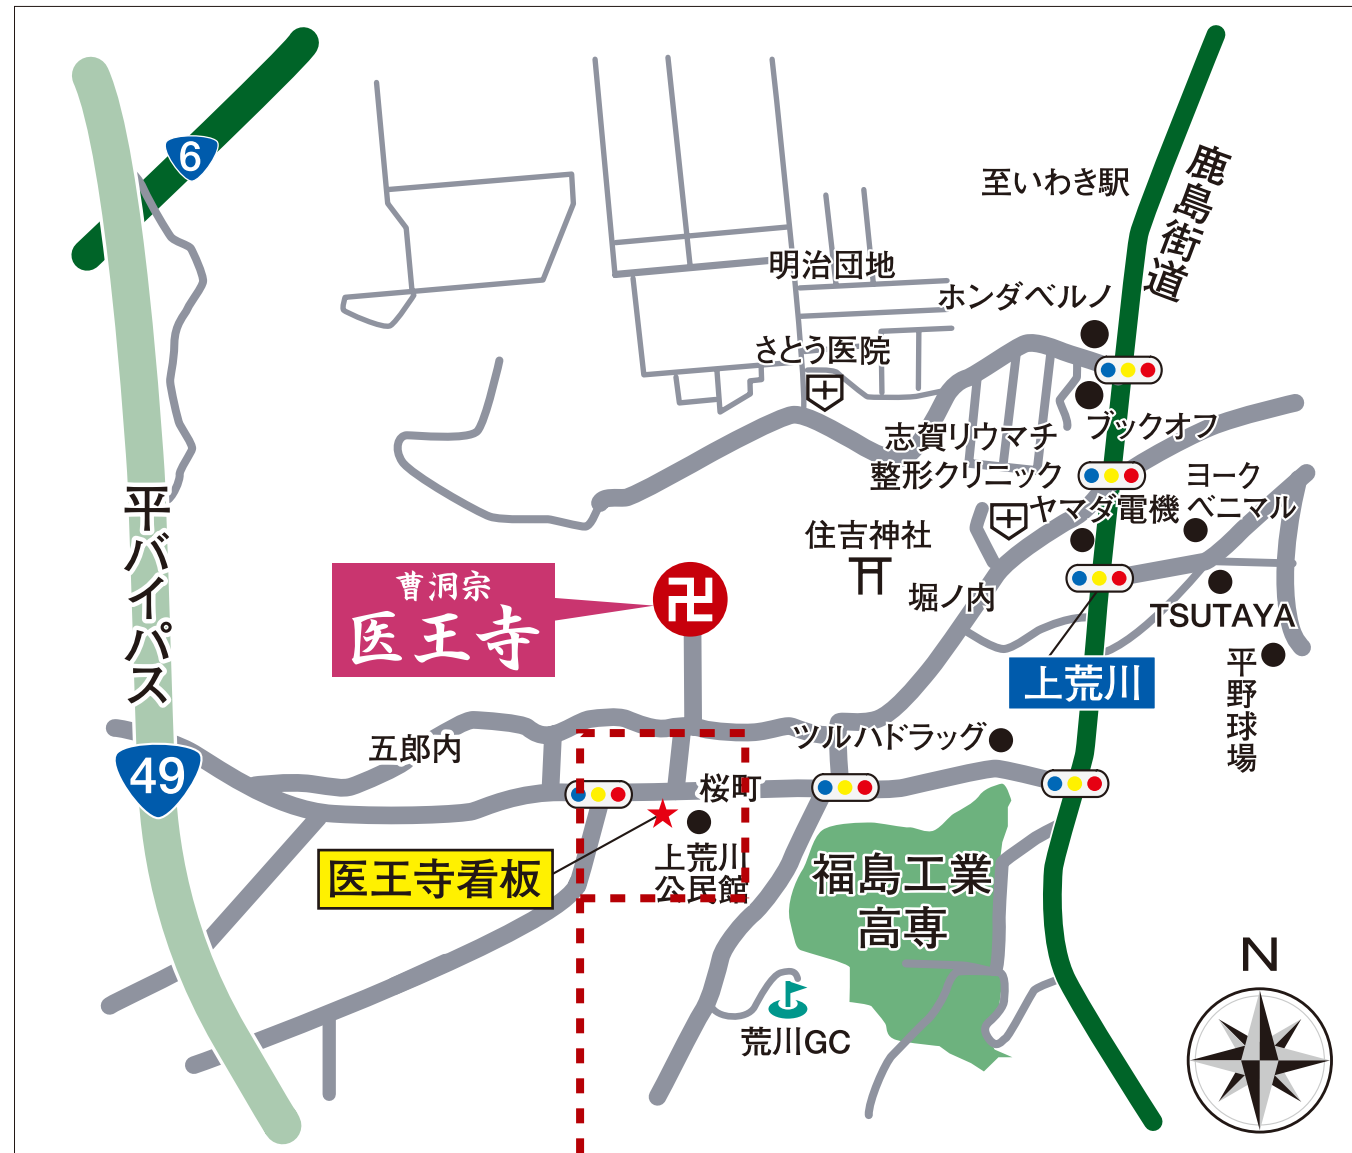 6
至いわき駅
鹿島街道
明治団地
ホンダベルノ
さとう医院
ブックオフ
志賀リウマチ
整形クリニック
ヨーク
ベニマル
ヤマダ電機
平バイパス
住吉神社
曹洞宗
医王寺
卍
堀ノ内
TSUTAYA
上荒川
平野球場
五郎内
ツルハドラッグ
49
桜町
医王寺看板
上荒川
公民館
福島工業
高専
荒川GC
N